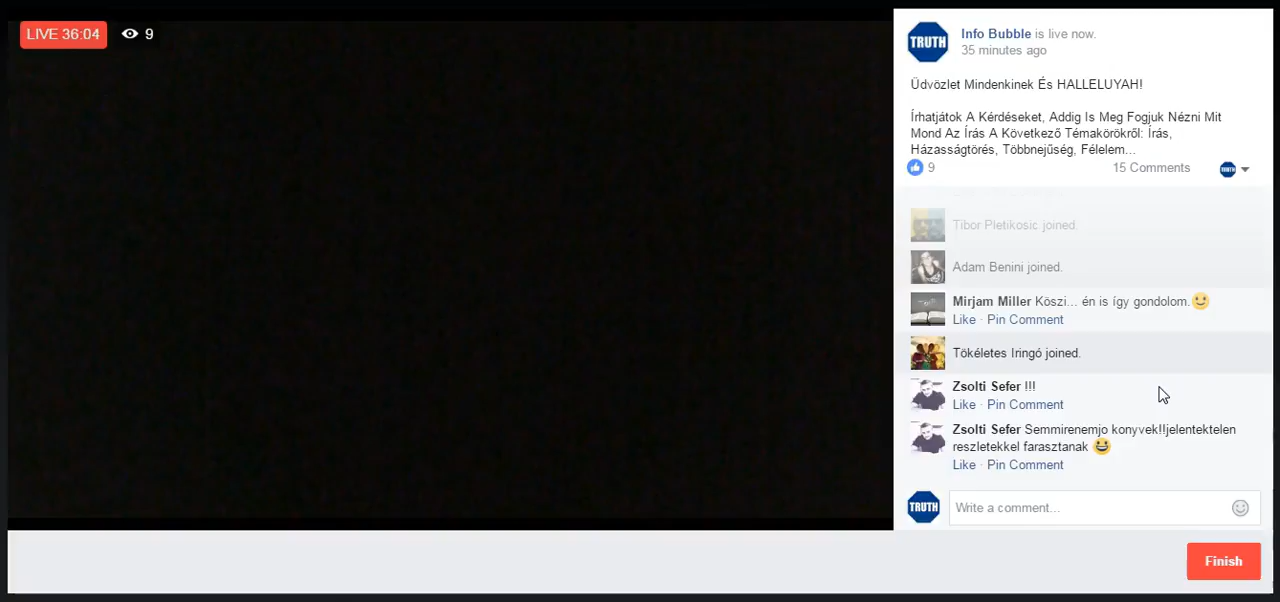 LIVE 36:04 9
TRUTH
Info Bubble is live now.
35 minutes ago
Üdvözlet Mindenkinek És HALLELUYAH!
Írhatjátok A Kérdéseket, Addig Is Meg Fogjuk Nézni Mit
Mond Az Írás A Következő Témakörökről: Írás,
Házasságtörés, Többnejűség, Félelem...
9 15 Comments TRUTH
Tibor Pletikosic joined.
Adam Benini joined.
Mirjam Miller Köszi... én is így gondolom.
Like · Pin Comment
Tökéletes Iringó joined.
Zsolti Sefer !!!
Like · Pin Comment
Zsolti Sefer Semmirenemjo konyvek!!jelentektelen
reszletekkel farasztanak
Like · Pin Comment
TRUTH Write a comment...
Finish